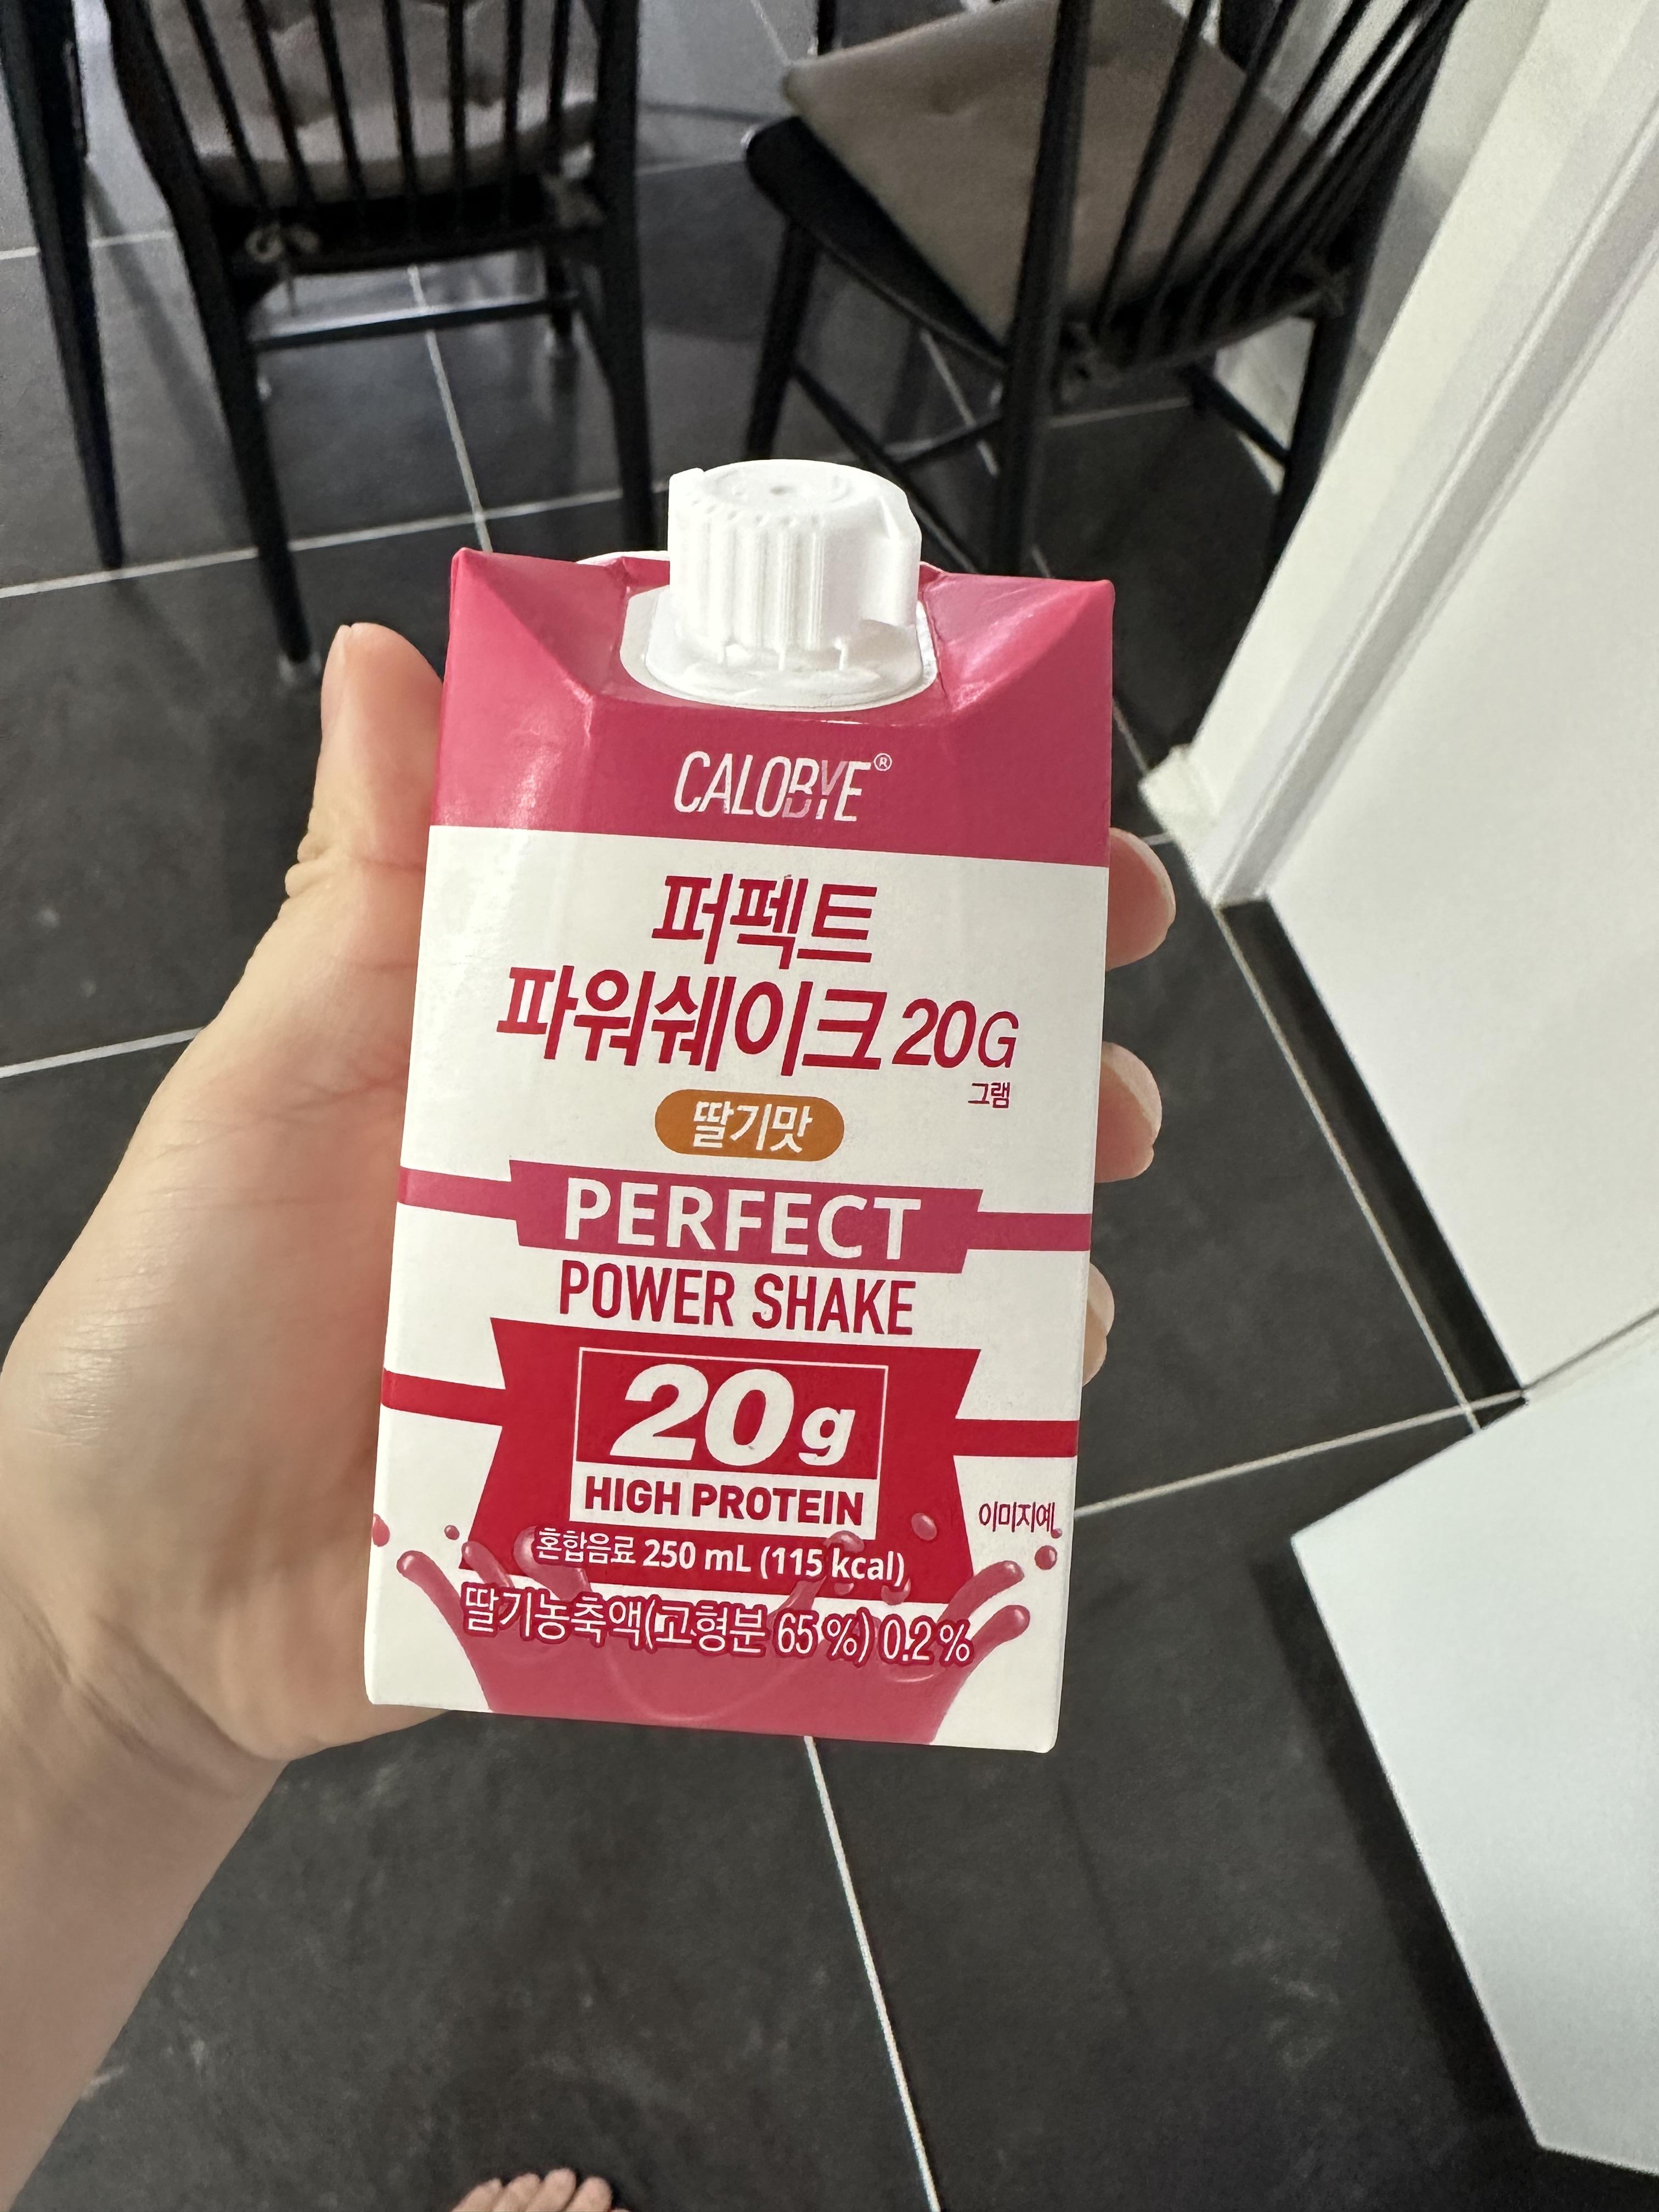 CALOBYE®
퍼펙트
파워쉐이크 20G
그램
딸기맛
PERFECT
POWER SHAKE
20g
HIGH PROTEIN
이미지예
혼합음료 250 mL (115 kcal)
딸기농축액(고형분 65 %) 0.2 %